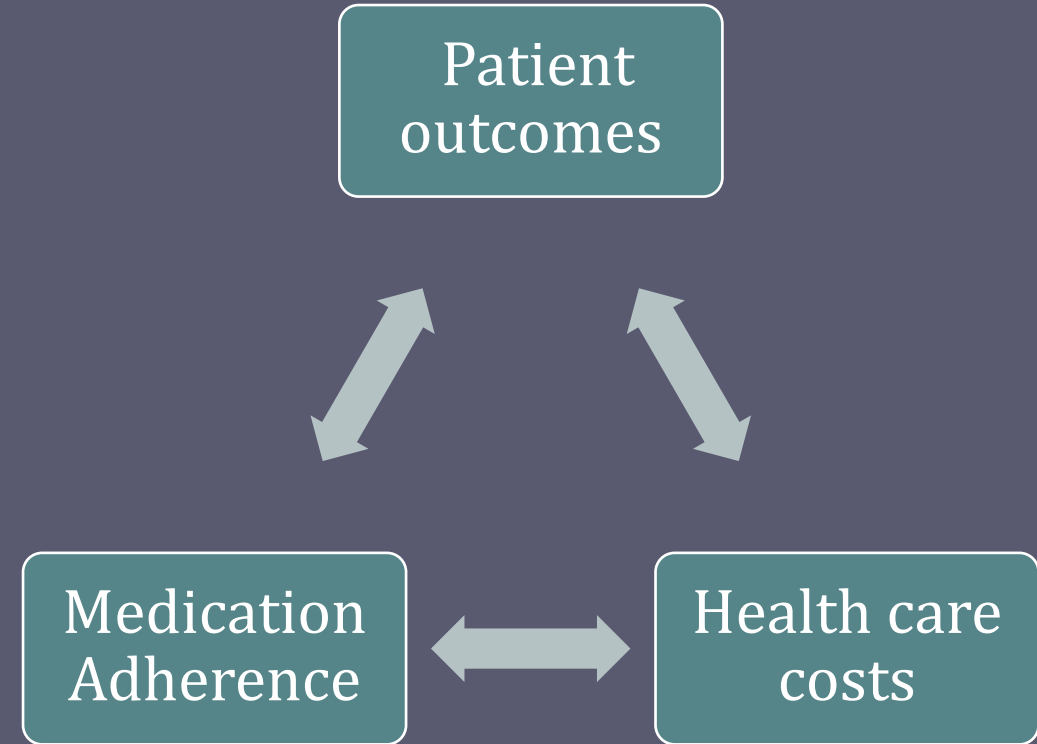 Patient
outcomes
Medication
Adherence
Health care
costs